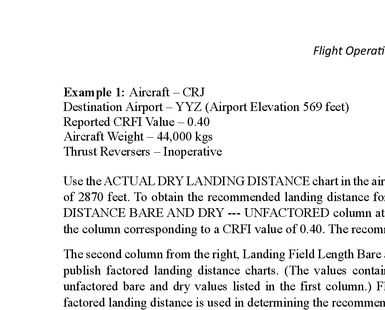 Flight Operati
Example 1: Aircraft – CRJ
Destination Airport – YYZ (Airport Elevation 569 feet)
Reported CRFI Value – 0.40
Aircraft Weight – 44,000 kgs
Thrust Reversers – Inoperative
Use the ACTUAL DRY LANDING DISTANCE chart in the air
of 2870 feet. To obtain the recommended landing distance fo
DISTANCE BARE AND DRY --- UNFACTORED column at
the column corresponding to a CRFI value of 0.40. The recom
The second column from the right, Landing Field Length Bare
publish factored landing distance charts. (The values contai
unfactored bare and dry values listed in the first column.) F
factored landing distance is used in determining the recommen